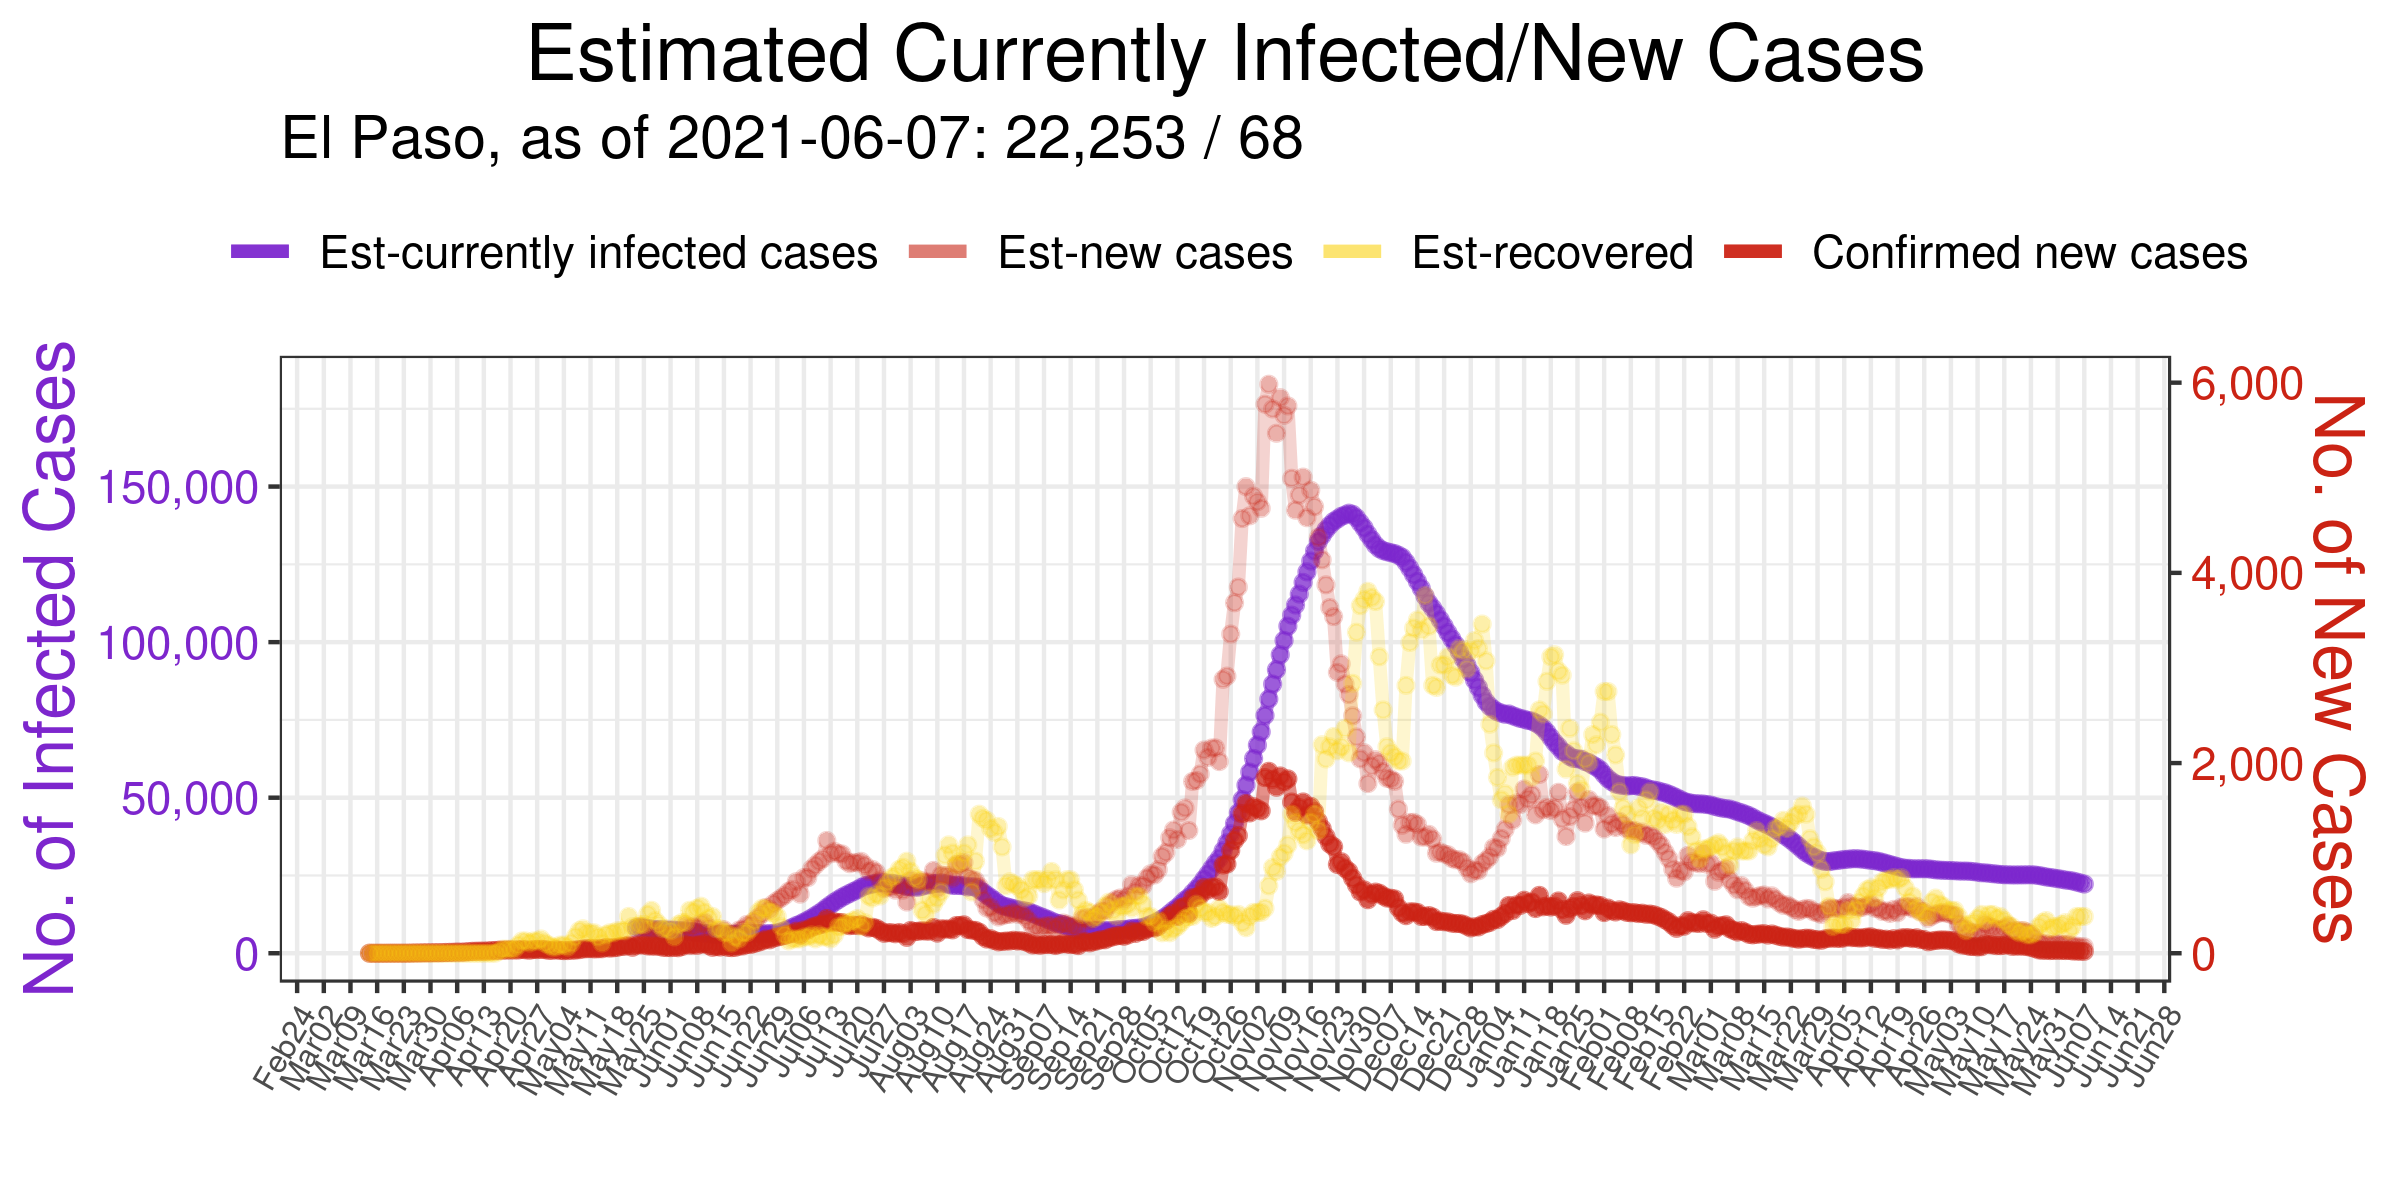 Estimated Currently Infected/New Cases
El Paso, as of 2021-06-07: 22,253 / 68
Est-currently infected cases Est-new cases Est-recovered Confirmed new cases
No. of Infected Cases
150,000
100,000
50,000
0
6,000
4,000
2,000
0
No. of New Cases
Feb24 Mar02 Mar09 Mar16 Mar23 Mar30 Apr06 Apr13 Apr20 Apr27 May04 May11 May18 May25 Jun01 Jun08 Jun15 Jun22 Jun29 Jul06 Jul13 Jul20 Jul27 Aug03 Aug10 Aug17 Aug24 Aug31 Sep07 Sep14 Sep21 Sep28 Oct05 Oct12 Oct19 Oct26 Nov02 Nov09 Nov16 Nov23 Nov30 Dec07 Dec14 Dec21 Dec28 Jan04 Jan11 Jan18 Jan25 Feb01 Feb08 Feb15 Feb22 Mar01 Mar08 Mar15 Mar22 Mar29 Apr05 Apr12 Apr19 Apr26 May03 May10 May17 May24 May31 Jun07 Jun14 Jun21 Jun28